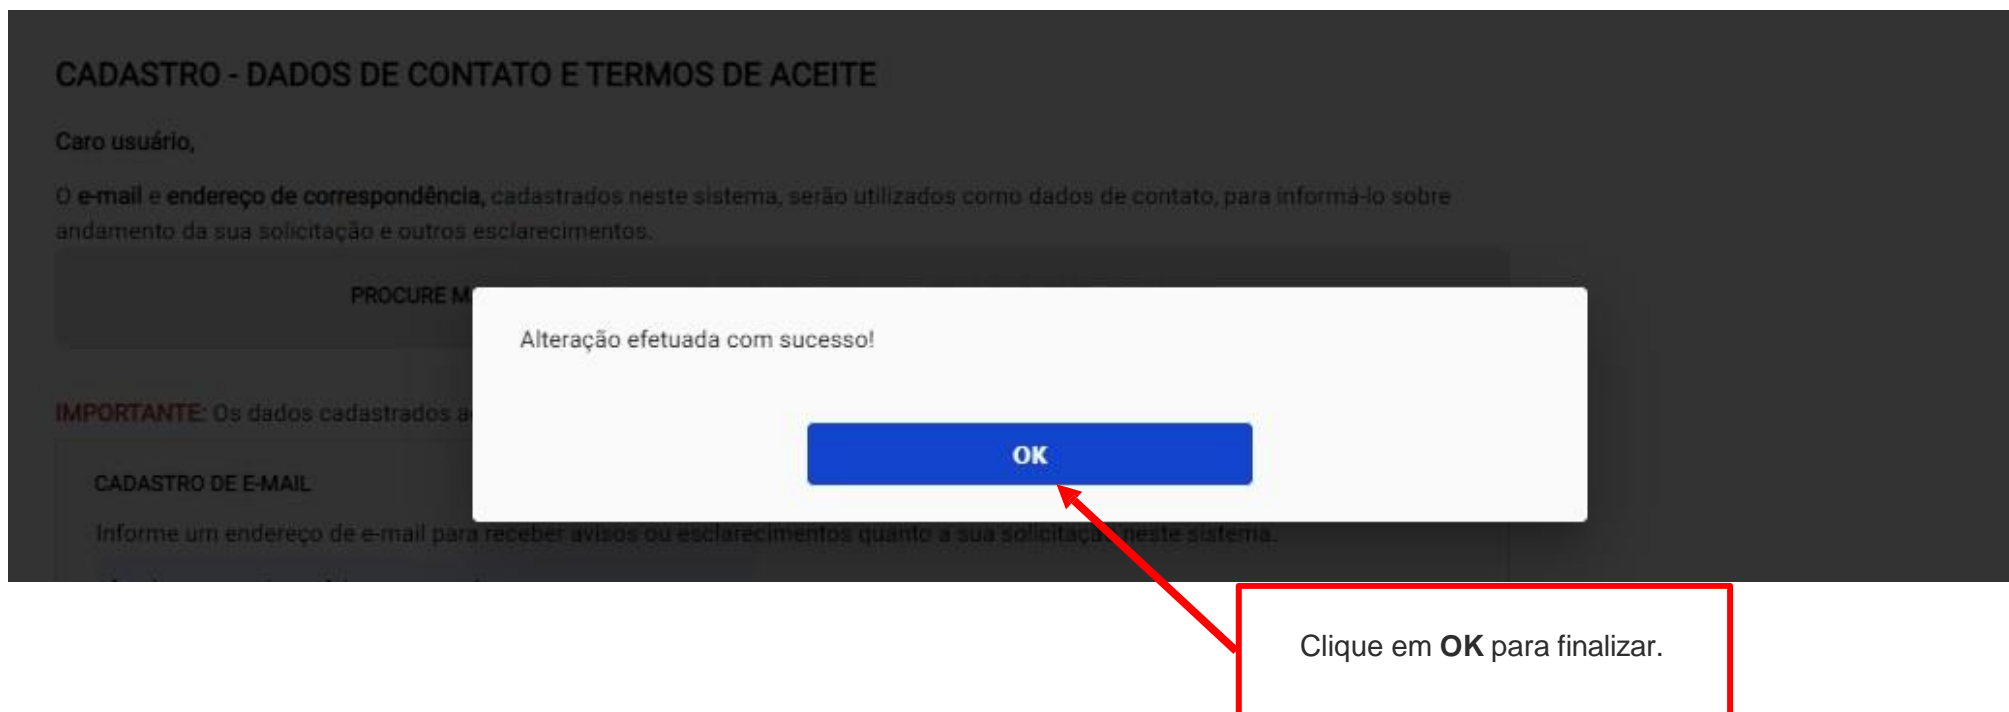 CADASTRO - DADOS DE CONTATO E TERMOS DE ACEITE
Caro usuário,
O e-mail e endereço de correspondência, cadastrados neste sistema, serão utilizados como dados de contato, para informá-lo sobre
andamento da sua solicitação e outros esclarecimentos.
PROCURE
Alteração efetuada com sucesso!
IMPORTANTE: Os dados cadastrados
OK
CADASTRO DE E-MAIL
Informe um endereço de e-mail para receber avisos ou esclarecimentos quanto a sua solicitação neste sistema.
Clique em OK para finalizar.